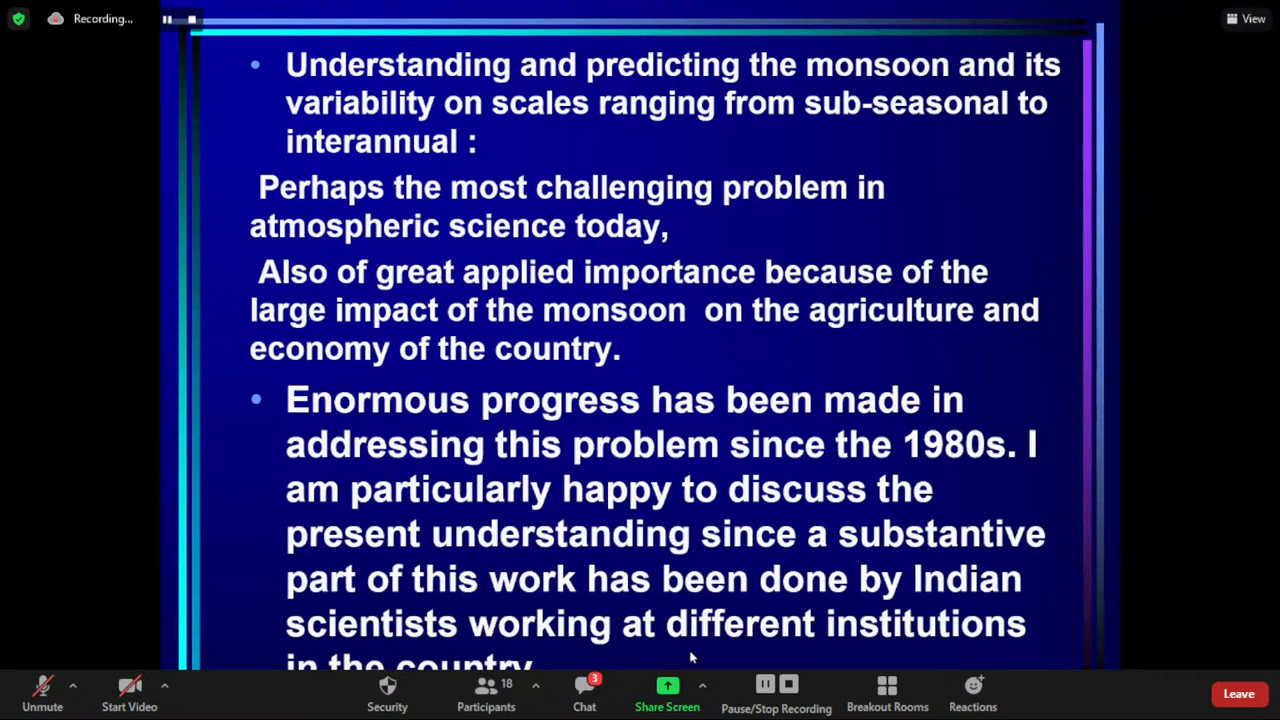 Recording...
View
• Understanding and predicting the monsoon and its
variability on scales ranging from sub-seasonal to
interannual :
Perhaps the most challenging problem in
atmospheric science today,
Also of great applied importance because of the
large impact of the monsoon on the agriculture and
economy of the country.
• Enormous progress has been made in
addressing this problem since the 1980s. I
am particularly happy to discuss the
present understanding since a substantive
part of this work has been done by Indian
scientists working at different institutions
in the country.
Unmute
Start Video
Security
18
Participants
3
Chat
Share Screen
Pause/Stop Recording
Breakout Rooms
Reactions
Leave